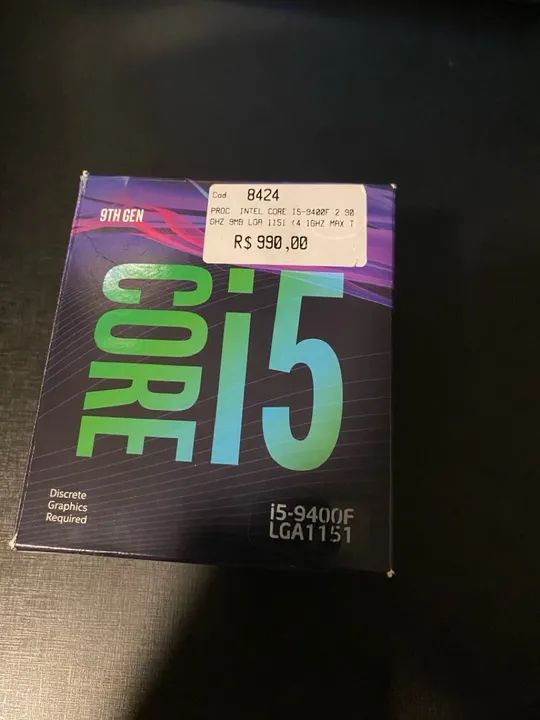 Cod 8424
PROC INTEL CORE I5-9400F 2.90
GHZ 9MB LGA 1151 (4.1GHZ MAX T
R$ 990,00
9TH GEN
CORE i5
Discrete
Graphics
Required
i5-9400F
LGA1151